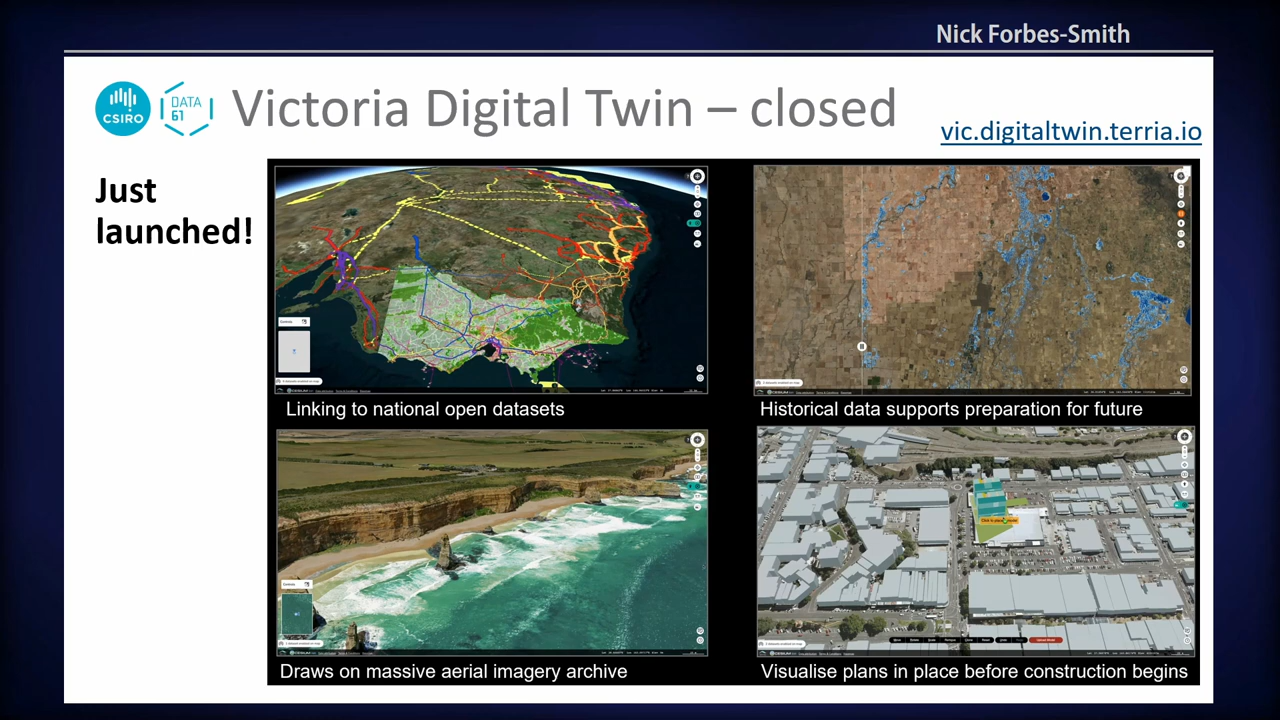 Nick Forbes-Smith
CSIRO
DATA
61
Victoria Digital Twin – closed
vic.digitaltwin.terria.io
Just
launched!
Linking to national open datasets
Historical data supports preparation for future
Draws on massive aerial imagery archive
Visualise plans in place before construction begins